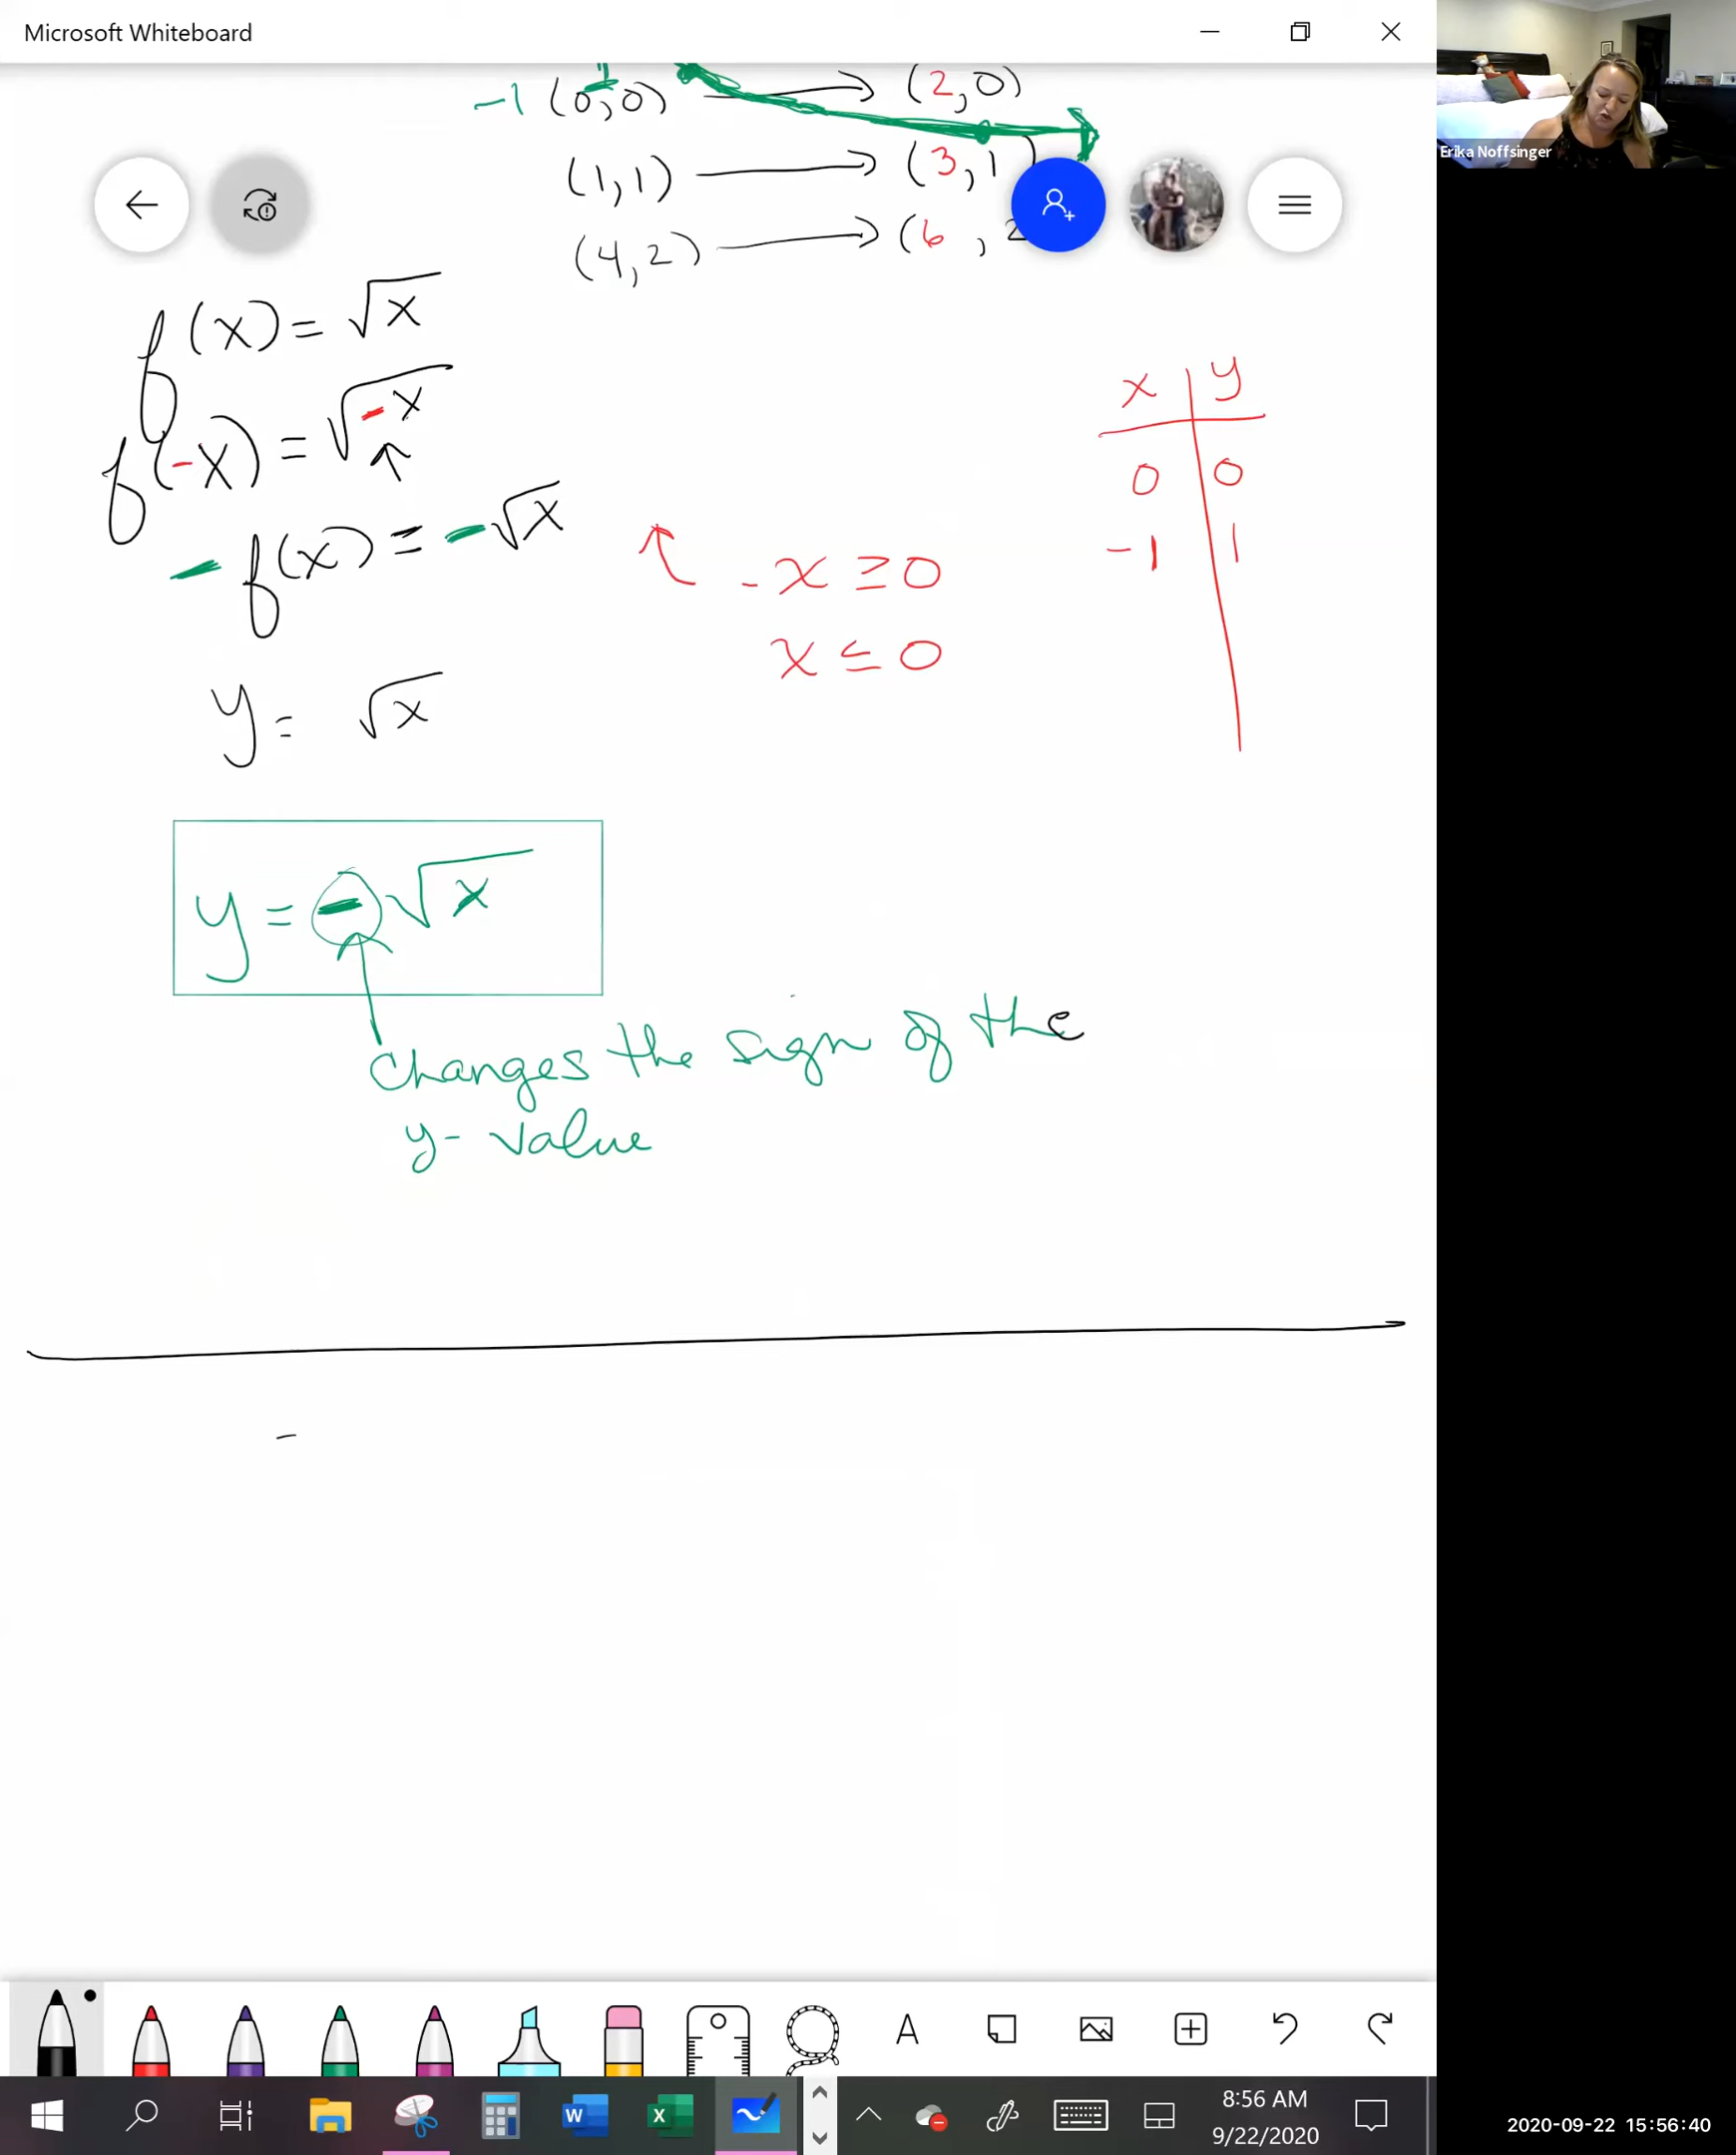 Microsoft Whiteboard
-1 (0,0) → (2,0)
(1,1) → (3,1)
(4,2) → (6,2
f(x) = √x
f(-x) = √-x
-f(x) = -√x
-x ≥ 0
x ≤ 0
y = √x
x | y
0 | 0
-1 | 1
y = -√x
changes the sign of the
y-value
-
Erika Noffsinger
8:56 AM
9/22/2020
2020-09-22 15:56:40